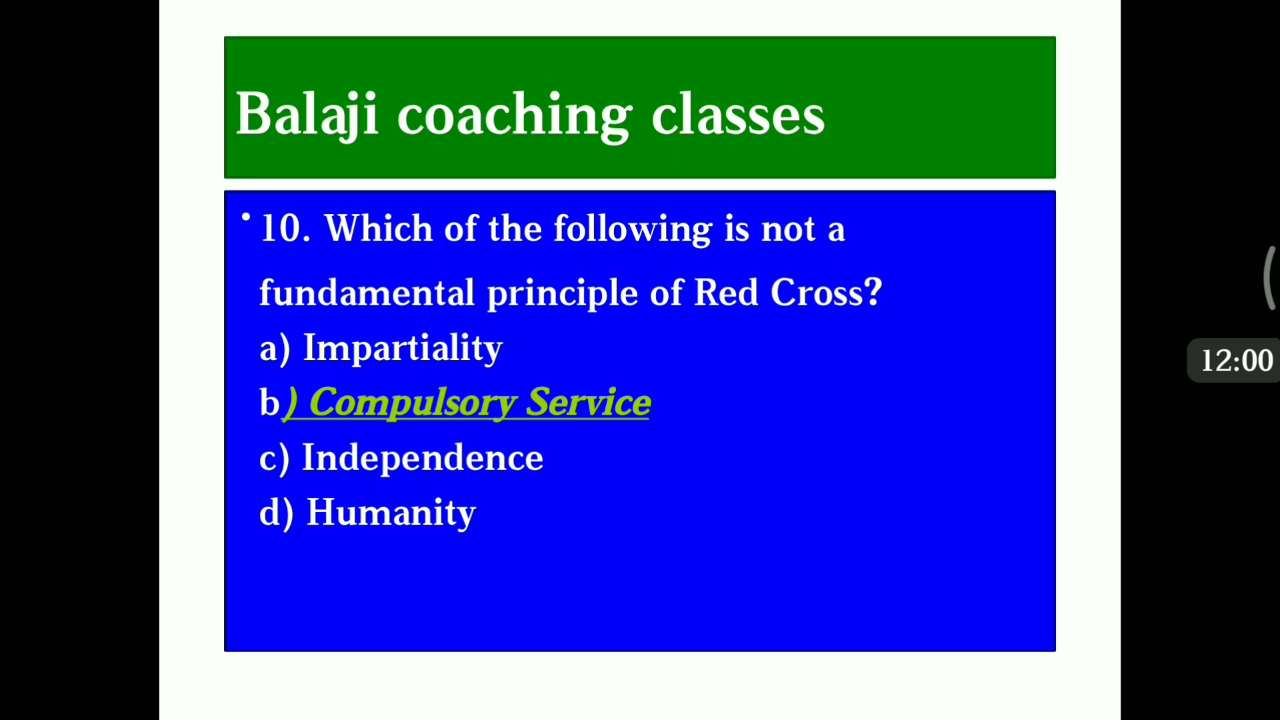 Balaji coaching classes
• 10. Which of the following is not a
fundamental principle of Red Cross?
a) Impartiality
b) Compulsory Service
c) Independence
d) Humanity
12:00